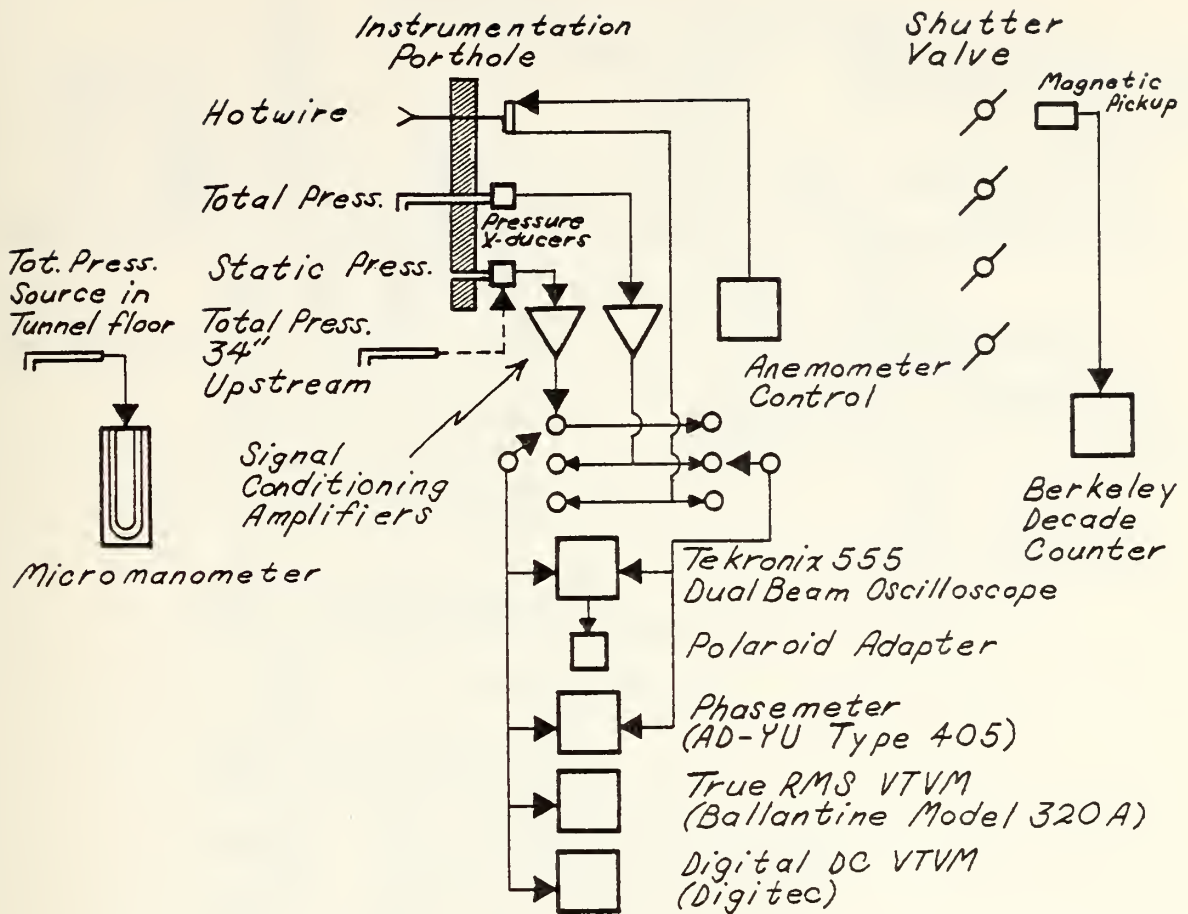 Instrumentation
Porthole
Shutter
Valve
Magnetic
Pickup
Hotwire
Total Press.
Pressure
X-ducers
Tot. Press.
Source in
Tunnel floor
Static Press.
Total Press.
34"
Upstream
Anemometer
Control
Signal
Conditioning
Amplifiers
Berkeley
Decade
Counter
Micromanometer
Tekronix 555
Dual Beam Oscilloscope
Polaroid Adapter
Phasemeter
(AD-YU Type 405)
True RMS VTVM
(Ballantine Model 320A)
Digital DC VTVM
(Digitec)